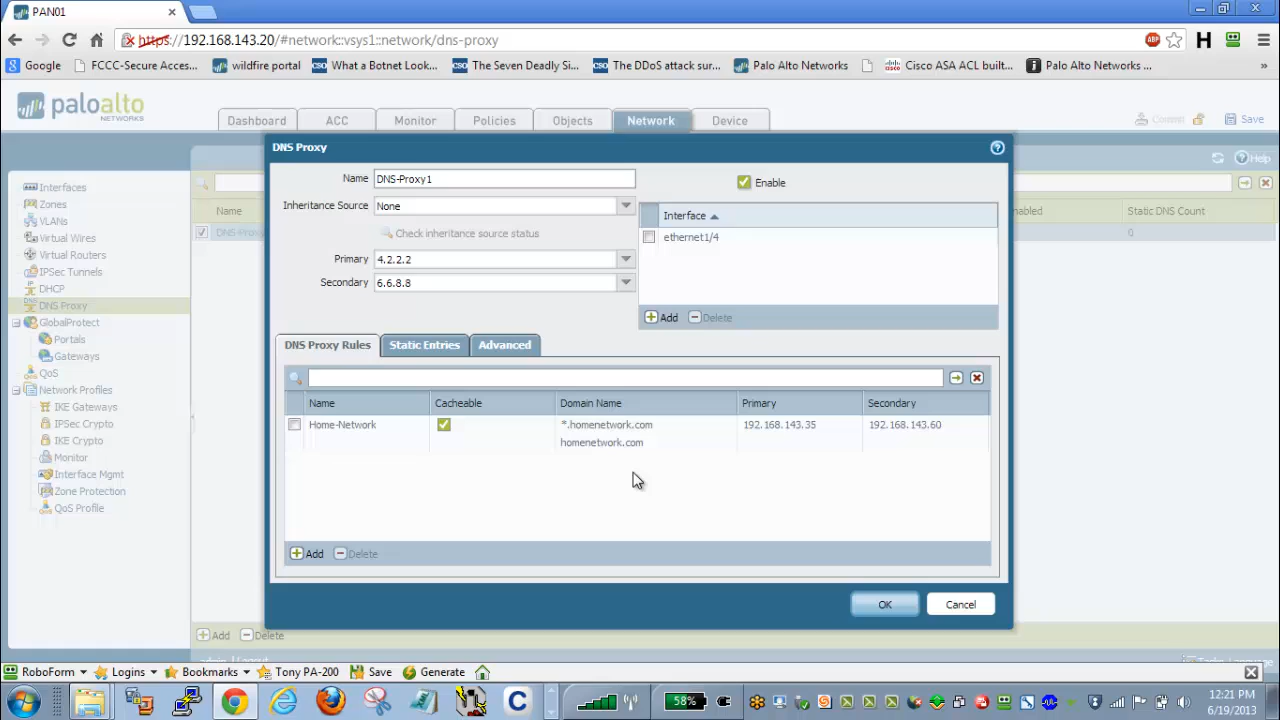 PAN01
https://192.168.143.20/#network::vsys1::network/dns-proxy
Google FCCC-Secure Acces... wildfire portal What a Botnet Look... The Seven Deadly Si... The DDoS attack sur... Palo Alto Networks Cisco ASA ACL built... Palo Alto Networks ... »
paloalto NETWORKS
Dashboard ACC Monitor Policies Objects Network Device Commit Save
Help
DNS Proxy
Interfaces
Zones
VLANs
Virtual Wires
Virtual Routers
IPSec Tunnels
DHCP
DNS Proxy
GlobalProtect
Portals
Gateways
QoS
Network Profiles
IKE Gateways
IPSec Crypto
IKE Crypto
Monitor
Interface Mgmt
Zone Protection
QoS Profile
Name
DNS Proxy
Static DNS Count
0
Name DNS-Proxy1
Enable
Inheritance Source None
Check inheritance source status
Primary 4.2.2.2
Secondary 6.6.8.8
Interface
ethernet1/4
Add Delete
DNS Proxy Rules Static Entries Advanced
Name Cacheable Domain Name Primary Secondary
Home-Network *.homenetwork.com 192.168.143.35 192.168.143.60
homenetwork.com
Add Delete
OK Cancel
Add Delete
RoboForm Logins Bookmarks Tony PA-200 Save Generate
58%
12:21 PM
6/19/2013